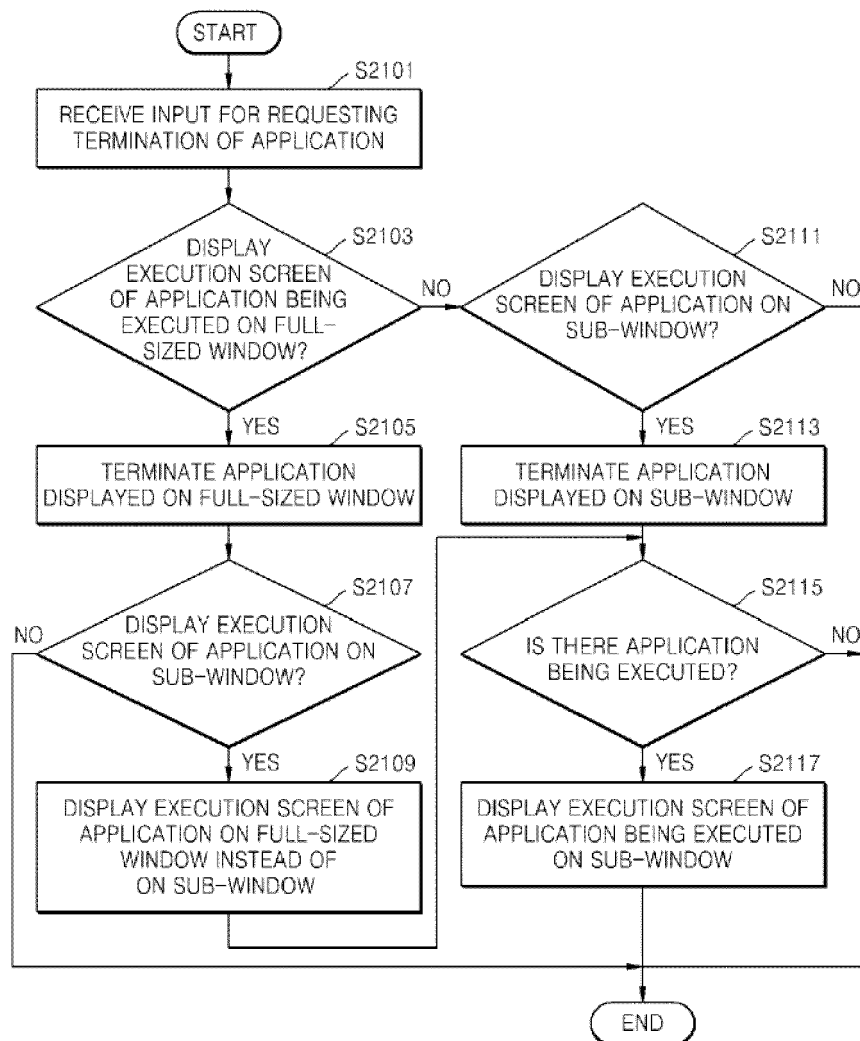 START
S2101
RECEIVE INPUT FOR REQUESTING
TERMINATION OF APPLICATION
S2103
DISPLAY
EXECUTION SCREEN
OF APPLICATION BEING
EXECUTED ON FULL-
SIZED WINDOW?
NO
YES
S2105
TERMINATE APPLICATION
DISPLAYED ON FULL-SIZED WINDOW
S2107
DISPLAY EXECUTION
SCREEN OF APPLICATION ON
SUB-WINDOW?
NO
YES
S2109
DISPLAY EXECUTION SCREEN OF
APPLICATION ON FULL-SIZED
WINDOW INSTEAD OF
ON SUB-WINDOW
S2111
DISPLAY EXECUTION
SCREEN OF APPLICATION ON
SUB-WINDOW?
NO
YES
S2113
TERMINATE APPLICATION
DISPLAYED ON SUB-WINDOW
S2115
IS THERE APPLICATION
BEING EXECUTED?
NO
YES
S2117
DISPLAY EXECUTION SCREEN OF
APPLICATION BEING EXECUTED
ON SUB-WINDOW
END